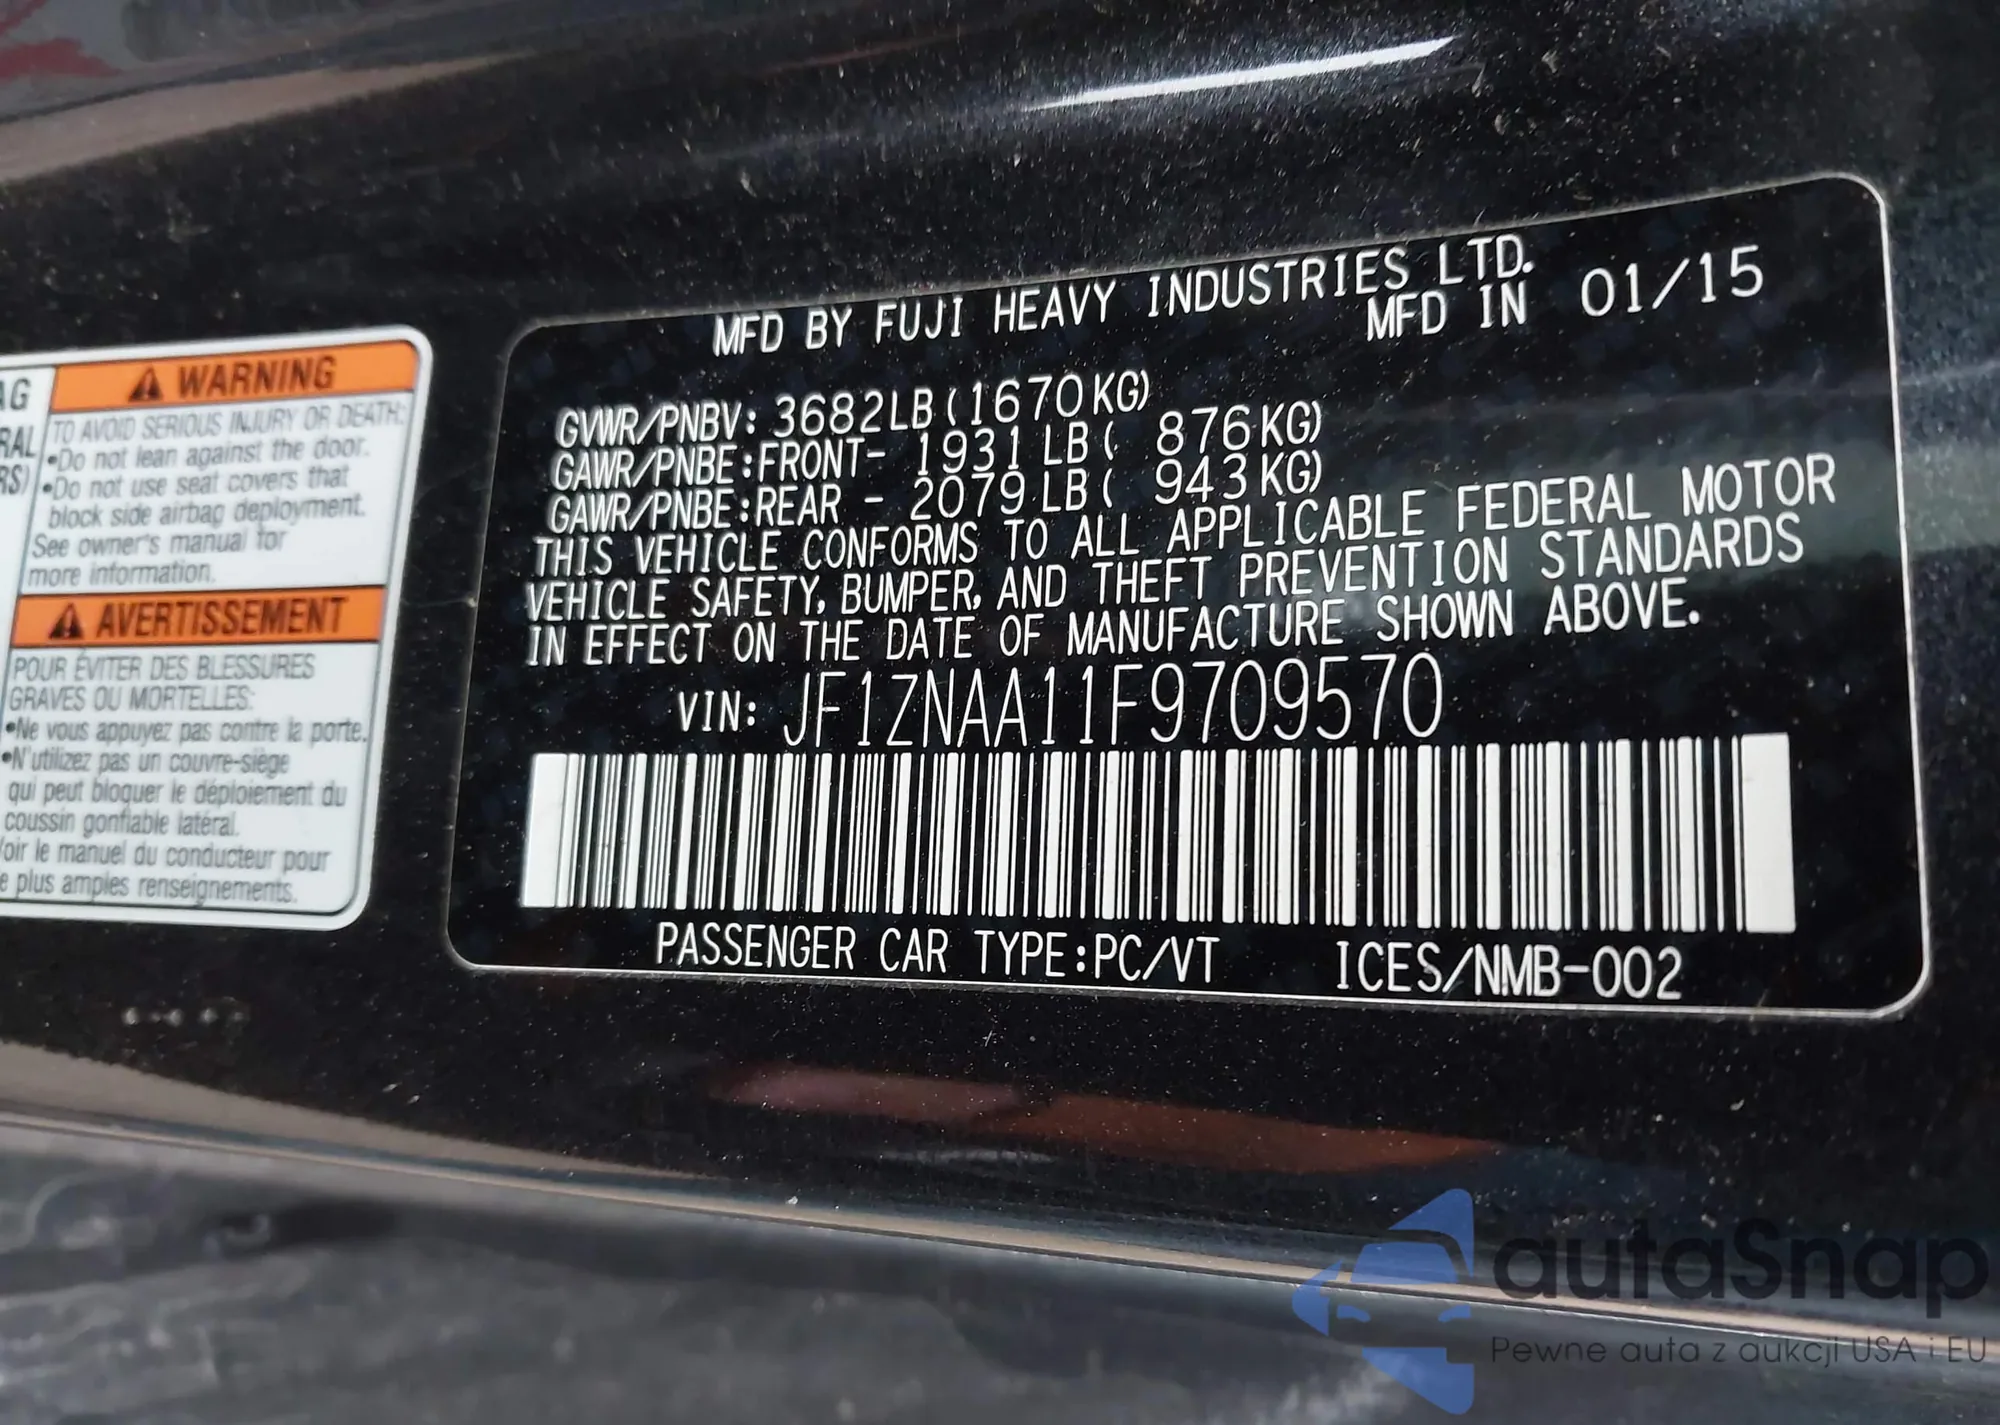 MFD BY FUJI HEAVY INDUSTRIES LTD.
MFD IN 01/15
GVWR/PNBV: 3682LB(1670KG)
GAWR/PNBE:FRONT- 1931 LB( 876KG)
GAWR/PNBE:REAR - 2079LB( 943KG)
THIS VEHICLE CONFORMS TO ALL APPLICABLE FEDERAL MOTOR
VEHICLE SAFETY, BUMPER, AND THEFT PREVENTION STANDARDS
IN EFFECT ON THE DATE OF MANUFACTURE SHOWN ABOVE.
VIN: JF1ZNAA11F9709570
PASSENGER CAR TYPE:PC/VT ICES/NMB-002
WARNING
TO AVOID SERIOUS INJURY OR DEATH:
•Do not lean against the door.
•Do not use seat covers that
block side airbag deployment.
See owner's manual for
more information.
AVERTISSEMENT
POUR ÉVITER DES BLESSURES
GRAVES OU MORTELLES:
•Ne vous appuyez pas contre la porte.
•N'utilizez pas un couvre-siège
qui peut bloquer le déploiement du
coussin gonflable latéral.
oir le manuel du conducteur pour
e plus amples renseignements.
AG
RAL
RS)
autaSnap
Pewne auta z aukcji USA i EU